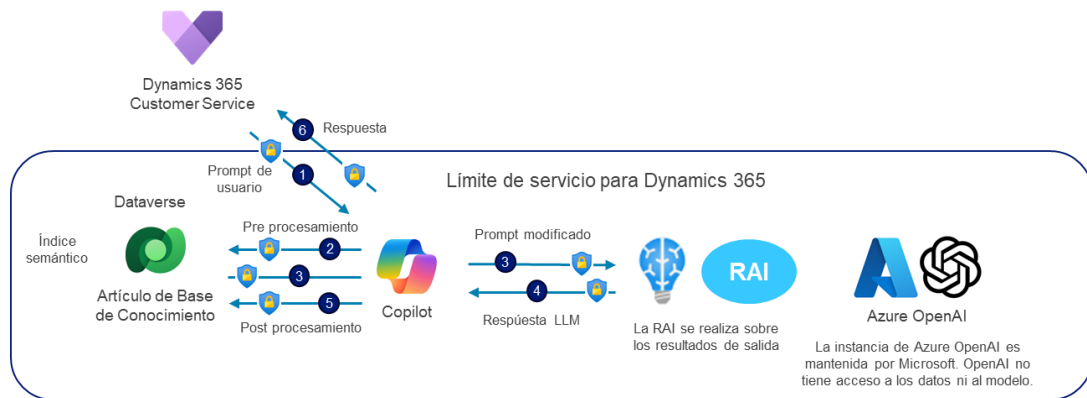 Dynamics 365
Customer Service
6
Respuesta
Prompt de
usuario
1
Límite de servicio para Dynamics 365
Dataverse
Índice
semántico
Pre procesamiento
2
3
5
Artículo de Base
de Conocimiento
Post procesamiento
Copilot
Prompt modificado
3
4
Respúesta LLM
RAI
La RAI se realiza sobre
los resultados de salida
Azure OpenAI
La instancia de Azure OpenAI es
mantenida por Microsoft. OpenAI no
tiene acceso a los datos ni al modelo.